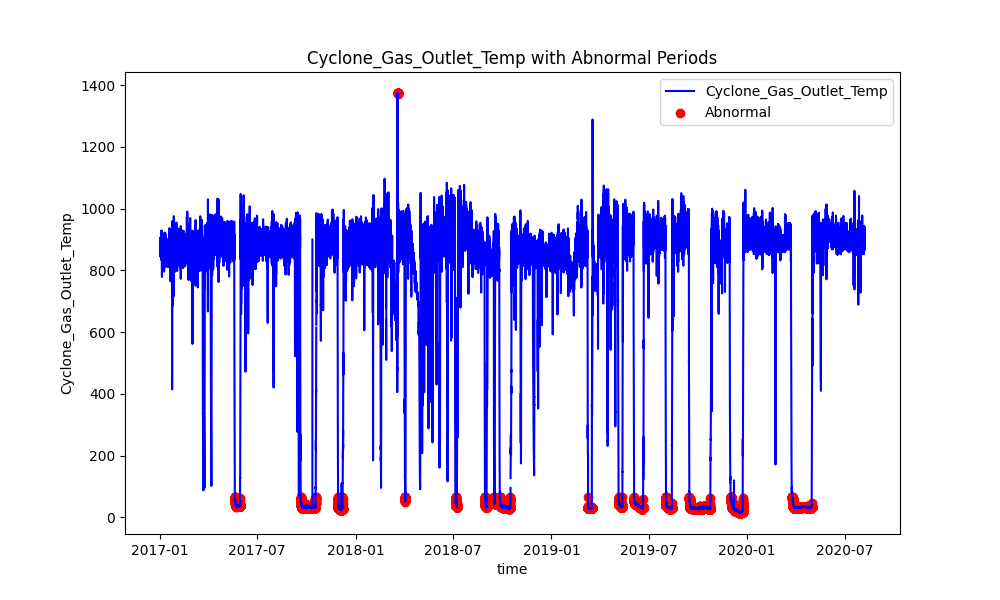 Cyclone_Gas_Outlet_Temp with Abnormal Periods
Cyclone_Gas_Outlet_Temp
Abnormal
1400
1200
1000
800
600
400
200
0
Cyclone_Gas_Outlet_Temp
2017-01 2017-07 2018-01 2018-07 2019-01 2019-07 2020-01 2020-07
time